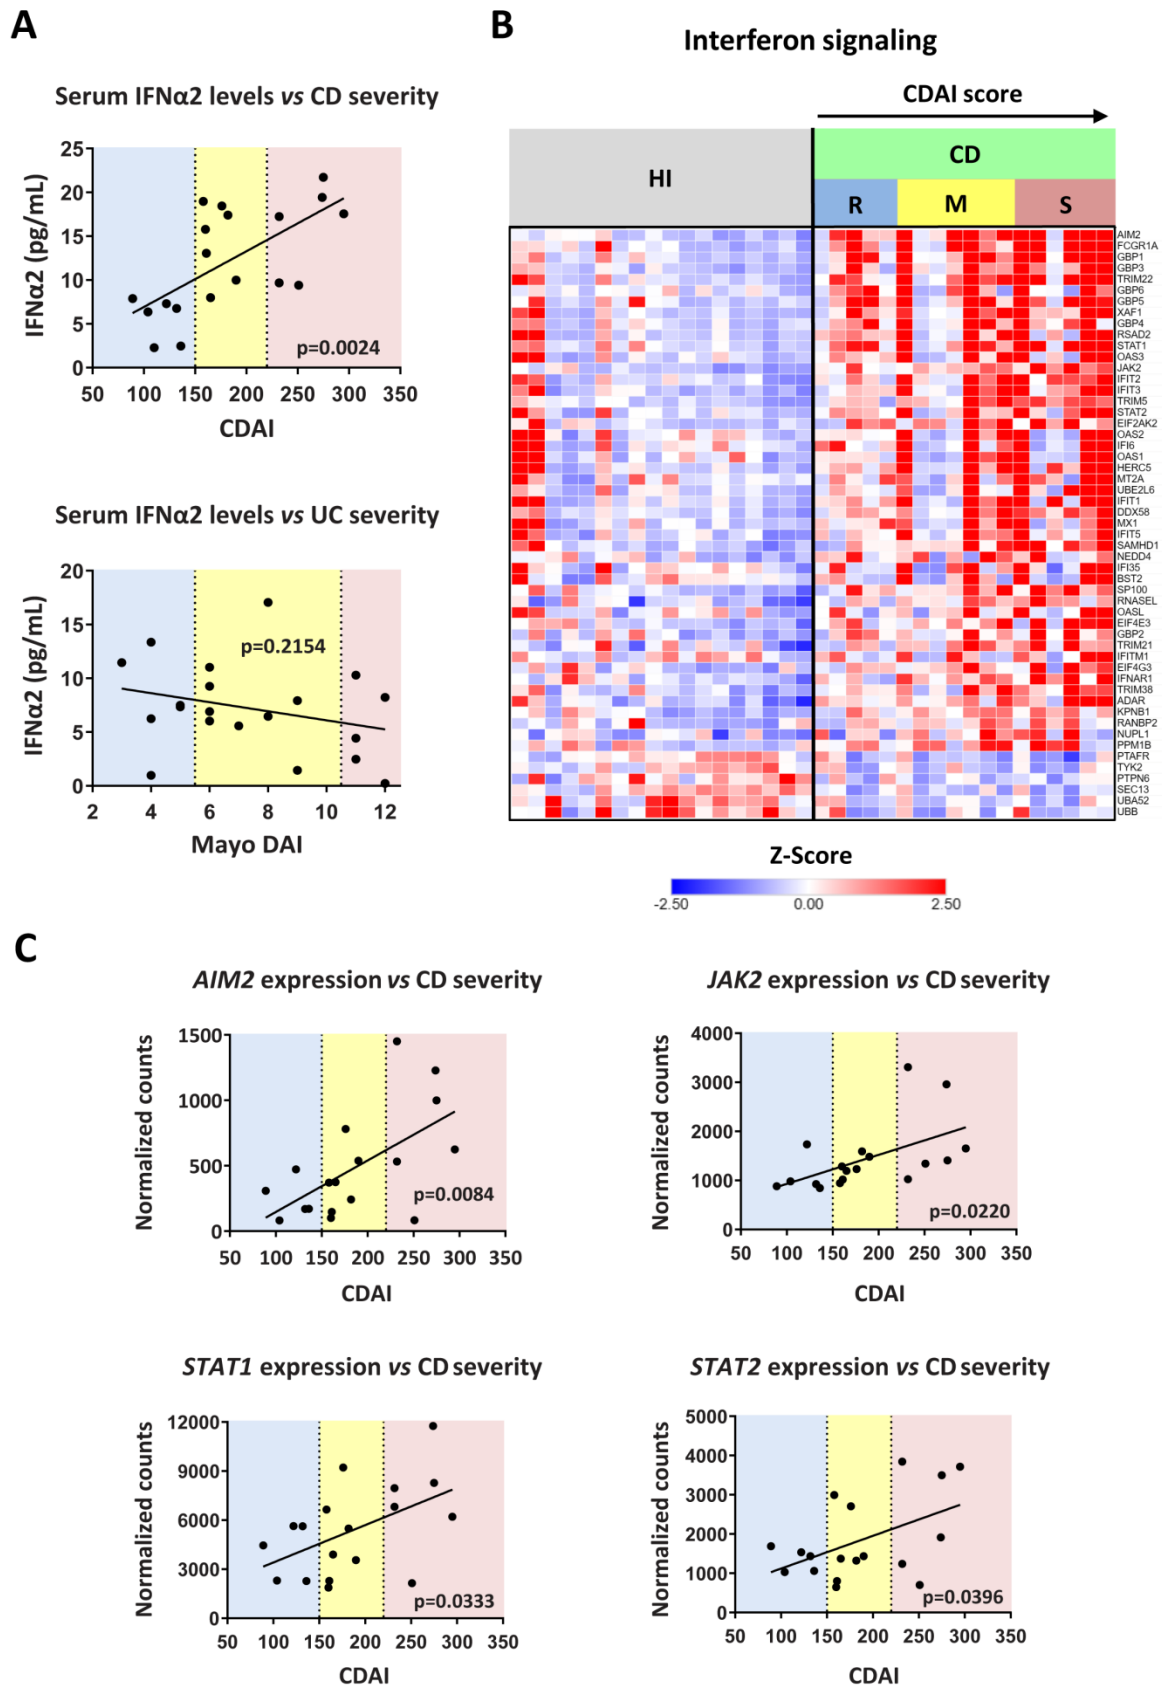 A
B
Interferon signaling
Serum IFNα2 levels vs CD severity
CDAI score
IFNα2 (pg/mL)
25
20
15
10
5
0
p=0.0024
50 100 150 200 250 300 350
CDAI
HI
CD
R M S
AIM2
FCGR1A
GBP1
GBP3
TRIM22
GBP6
GBP5
XAF1
GBP4
RSAD2
STAT1
OAS3
JAK2
IFIT2
IFIT3
TRIM5
STAT2
EIF2AK2
OAS2
IFI6
OAS1
HERC5
MT2A
UBE2L6
IFIT1
DDX58
MX1
IFIT5
SAMHD1
NEDD4
IFI35
BST2
SP100
RNASEL
OASL
EIF4E3
GBP2
TRIM21
IFITM1
EIF4G3
IFNAR1
TRIM38
ADAR
KPNB1
RANBP2
NUPL1
PPM1B
PTAFR
TYK2
PTPN6
SEC13
UBA52
UBB
Serum IFNα2 levels vs UC severity
IFNα2 (pg/mL)
20
15
10
5
0
p=0.2154
2 4 6 8 10 12
Mayo DAI
Z-Score
-2.50 0.00 2.50
C
AIM2 expression vs CD severity
Normalized counts
1500
1000
500
0
p=0.0084
50 100 150 200 250 300 350
CDAI
JAK2 expression vs CD severity
Normalized counts
4000
3000
2000
1000
0
p=0.0220
50 100 150 200 250 300 350
CDAI
STAT1 expression vs CD severity
Normalized counts
12000
9000
6000
3000
0
p=0.0333
50 100 150 200 250 300 350
CDAI
STAT2 expression vs CD severity
Normalized counts
5000
4000
3000
2000
1000
0
p=0.0396
50 100 150 200 250 300 350
CDAI